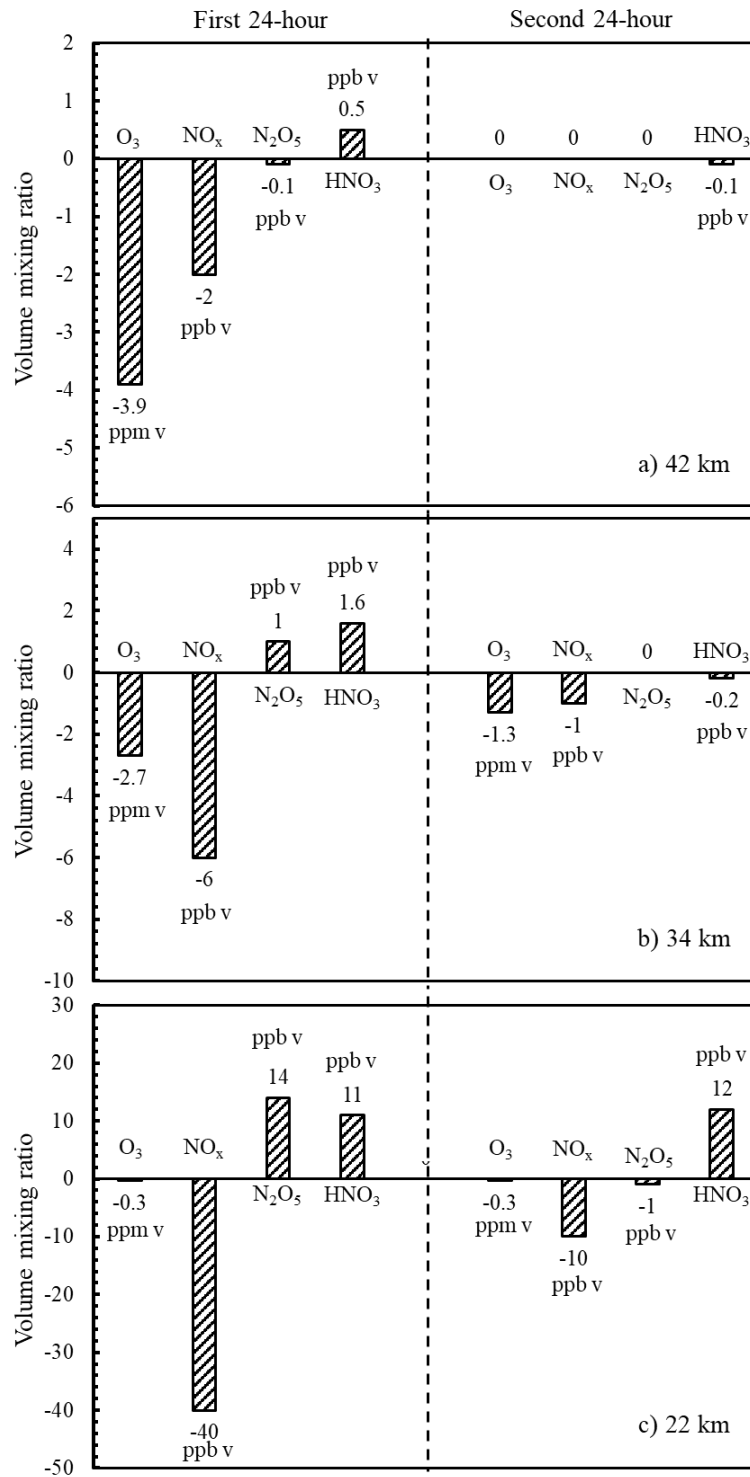 First 24-hour Second 24-hour
Volume mixing ratio
2
1
0
-1
-2
-3
-4
-5
-6
O₃
-3.9
ppm v
NOₓ
-2
ppb v
N₂O₅
-0.1
ppb v
ppb v
0.5
HNO₃
0
O₃
0
NOₓ
0
N₂O₅
HNO₃
-0.1
ppb v
a) 42 km
Volume mixing ratio
4
2
0
-2
-4
-6
-8
-10
O₃
-2.7
ppm v
NOₓ
-6
ppb v
ppb v
1
N₂O₅
ppb v
1.6
HNO₃
O₃
-1.3
ppm v
NOₓ
-1
ppb v
0
N₂O₅
HNO₃
-0.2
ppb v
b) 34 km
Volume mixing ratio
30
20
10
0
-10
-20
-30
-40
-50
O₃
-0.3
ppm v
NOₓ
-40
ppb v
ppb v
14
N₂O₅
ppb v
11
HNO₃
O₃
-0.3
ppm v
NOₓ
-10
ppb v
N₂O₅
-1
ppb v
ppb v
12
HNO₃
c) 22 km